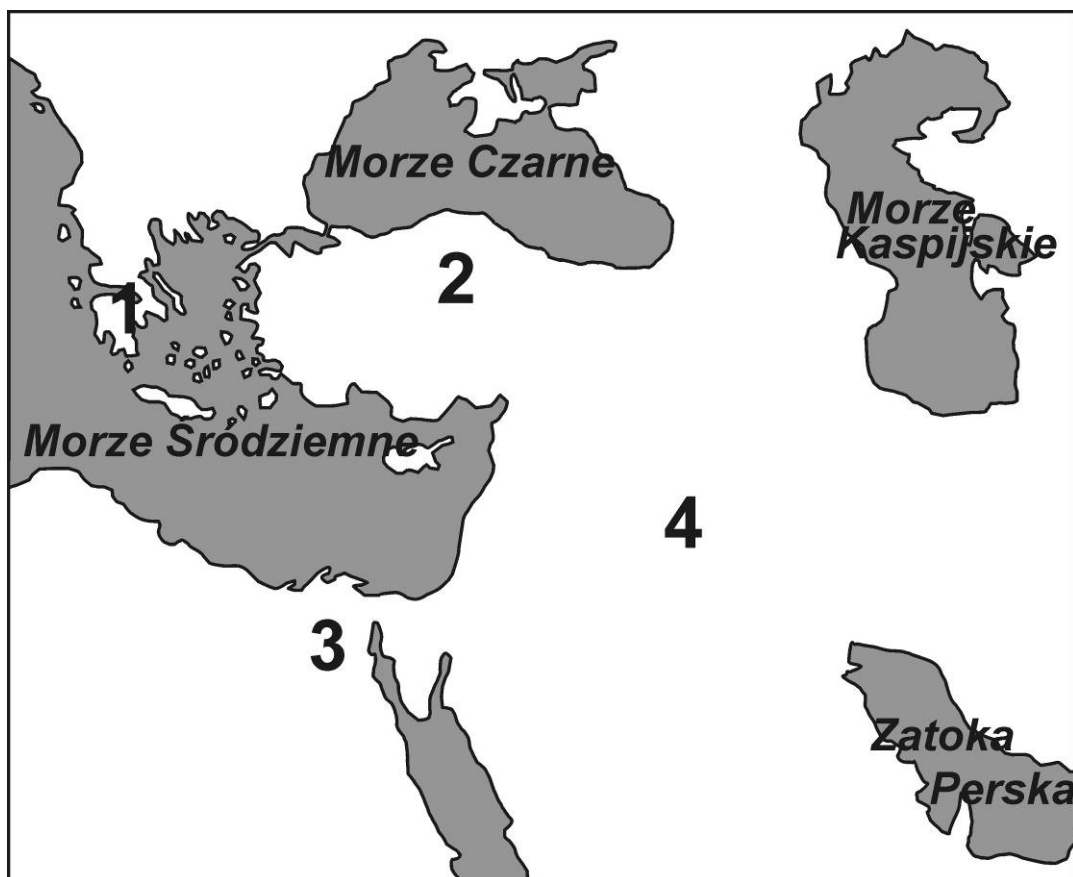 Morze Czarne
Morze
Kaspijskie
2
1
Morze Śródziemne
4
3
Zatoka
Perska